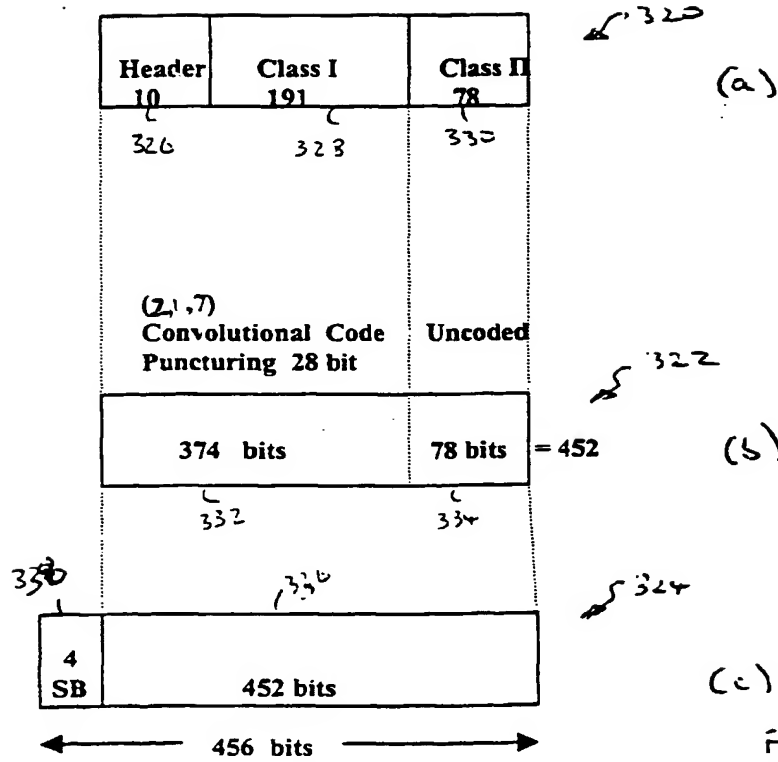 320
Header Class I Class II
10 191 78
(a)
326 328 330
(2,1,7)
Convolutional Code Uncoded
Puncturing 28 bit
322
374 bits 78 bits = 452
(b)
332 334
336
324
4
SB 452 bits
(c)
456 bits